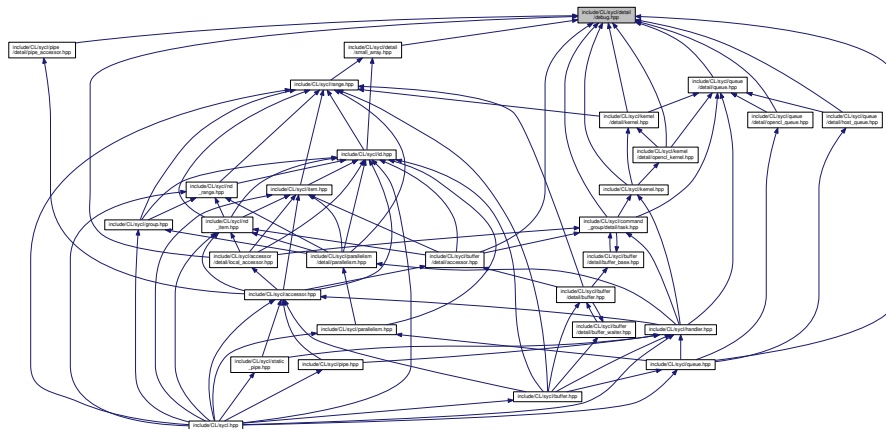 include/CL/sycl/detail
/debug.hpp
include/CL/sycl/pipe
/detail/pipe_accessor.hpp
include/CL/sycl/detail
/small_array.hpp
include/CL/sycl/range.hpp
include/CL/sycl/queue
/detail/queue.hpp
include/CL/sycl/kernel
/detail/kernel.hpp
include/CL/sycl/queue
/detail/opencl_queue.hpp
include/CL/sycl/queue
/detail/host_queue.hpp
include/CL/sycl/id.hpp
include/CL/sycl/kernel
/detail/opencl_kernel.hpp
include/CL/sycl/nd
_range.hpp
include/CL/sycl/item.hpp
include/CL/sycl/kernel.hpp
include/CL/sycl/group.hpp
include/CL/sycl/nd
_item.hpp
include/CL/sycl/command
_group/detail/task.hpp
include/CL/sycl/accessor
/detail/local_accessor.hpp
include/CL/sycl/parallelism
/detail/parallelism.hpp
include/CL/sycl/buffer
/detail/accessor.hpp
include/CL/sycl/buffer
/detail/buffer_base.hpp
include/CL/sycl/accessor.hpp
include/CL/sycl/buffer
/detail/buffer.hpp
include/CL/sycl/parallelism.hpp
include/CL/sycl/buffer
/detail/buffer_waiter.hpp
include/CL/sycl/handler.hpp
include/CL/sycl/static
_pipe.hpp
include/CL/sycl/pipe.hpp
include/CL/sycl/queue.hpp
include/CL/sycl/buffer.hpp
include/CL/sycl.hpp